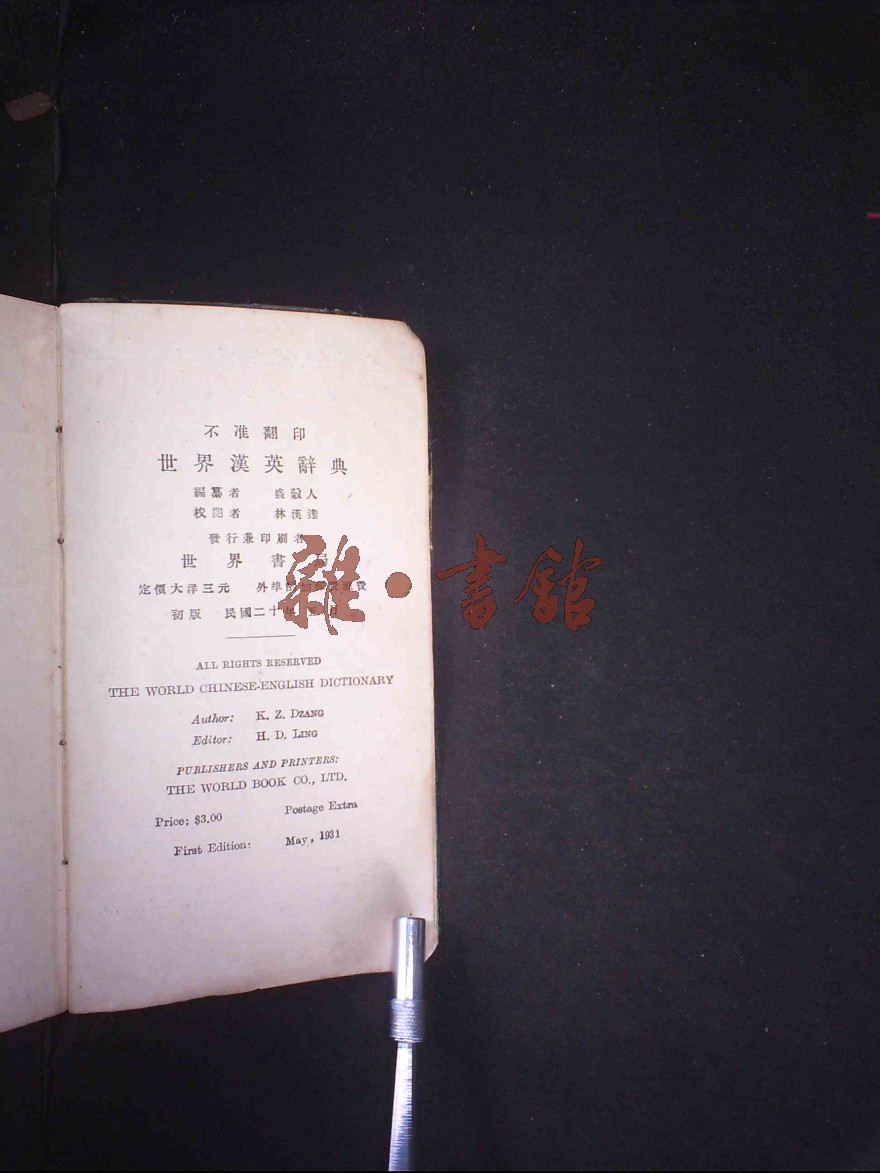 不准翻印
世界漢英辭典
編纂者 盛穀人
校閱者 林漢達
發行兼印刷者
世界書局
定價大洋三元 外埠
初版 民國二十年五月
ALL RIGHTS RESERVED
THE WORLD CHINESE-ENGLISH DICTIONARY
Author: K. Z. DZANG
Editor: H. D. LING
PUBLISHERS AND PRINTERS:
THE WORLD BOOK CO., LTD.
Price: $3.00 Postage Extra
First Edition: May, 1931
雜·書館